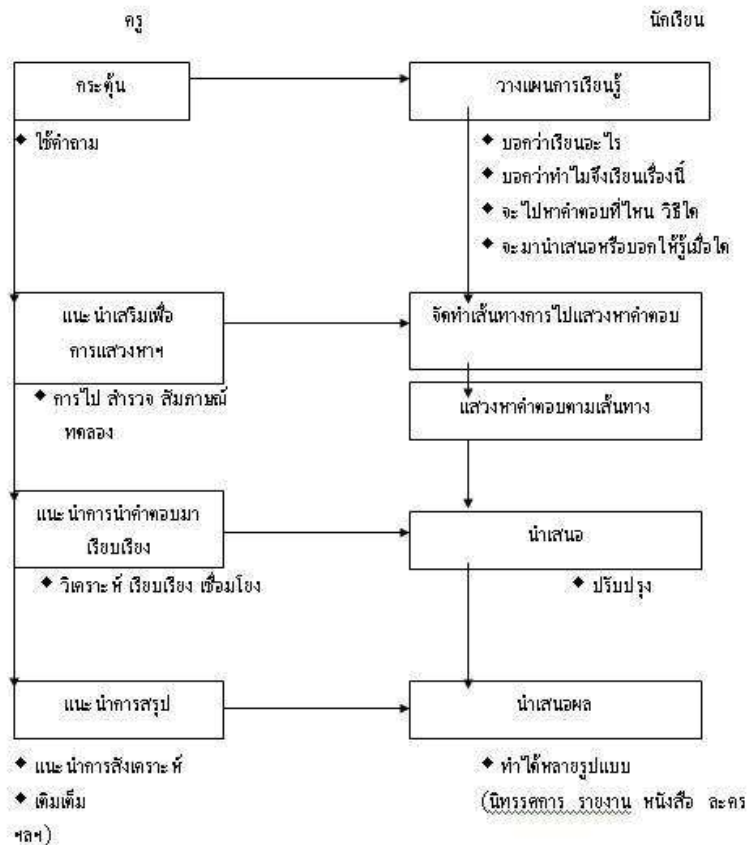 ครู นักเรียน
กระตุ้น วางแผนการเรียนรู้
◆ ใช้คำถาม
◆ บอกว่าเรียนอะไร
◆ บอกว่าทำไมจึงเรียนเรื่องนี้
◆ จะไปหาคำตอบที่ไหน วิธีใด
◆ จะมานำเสนอหรือบอกให้รู้เมื่อใด
แนะนำเสริมเพื่อ
การแสวงหาฯ
จัดทำเส้นทางการไปแสวงหาคำตอบ
◆ การไป สำรวจ สัมภาษณ์
ทดลอง
แสวงหาคำตอบตามเส้นทาง
แนะนำการนำคำตอบมา
เรียบเรียง
นำเสนอ
◆ วิเคราะห์ เรียบเรียง เชื่อมโยง
◆ ปรับปรุง
แนะนำการสรุป นำเสนอผล
◆ แนะนำการสังเคราะห์
◆ เติมเต็ม
◆ ทำได้หลายรูปแบบ
(นิทรรศการ รายงาน หนังสือ ละคร
ฯลฯ)